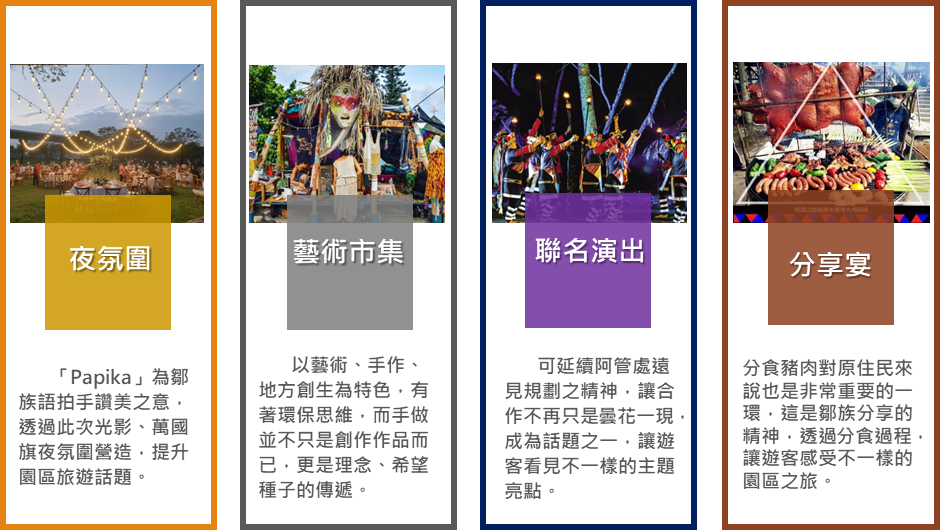 夜氛圍
「Papika」為鄒
族語拍手讚美之意，
透過此次光影、萬國
旗夜氛圍營造，提升
園區旅遊話題。
藝術市集
以藝術、手作、
地方創生為特色，有
著環保思維，而手做
並不只是創作作品而
已，更是理念、希望
種子的傳遞。
聯名演出
可延續阿管處遠
見規劃之精神，讓合
作不再只是曇花一現，
成為話題之一，讓遊
客看見不一樣的主題
亮點。
分享宴
分食豬肉對原住民來
說也是非常重要的一
環，這是鄒族分享的
精神，透過分食過程，
讓遊客感受不一樣的
園區之旅。